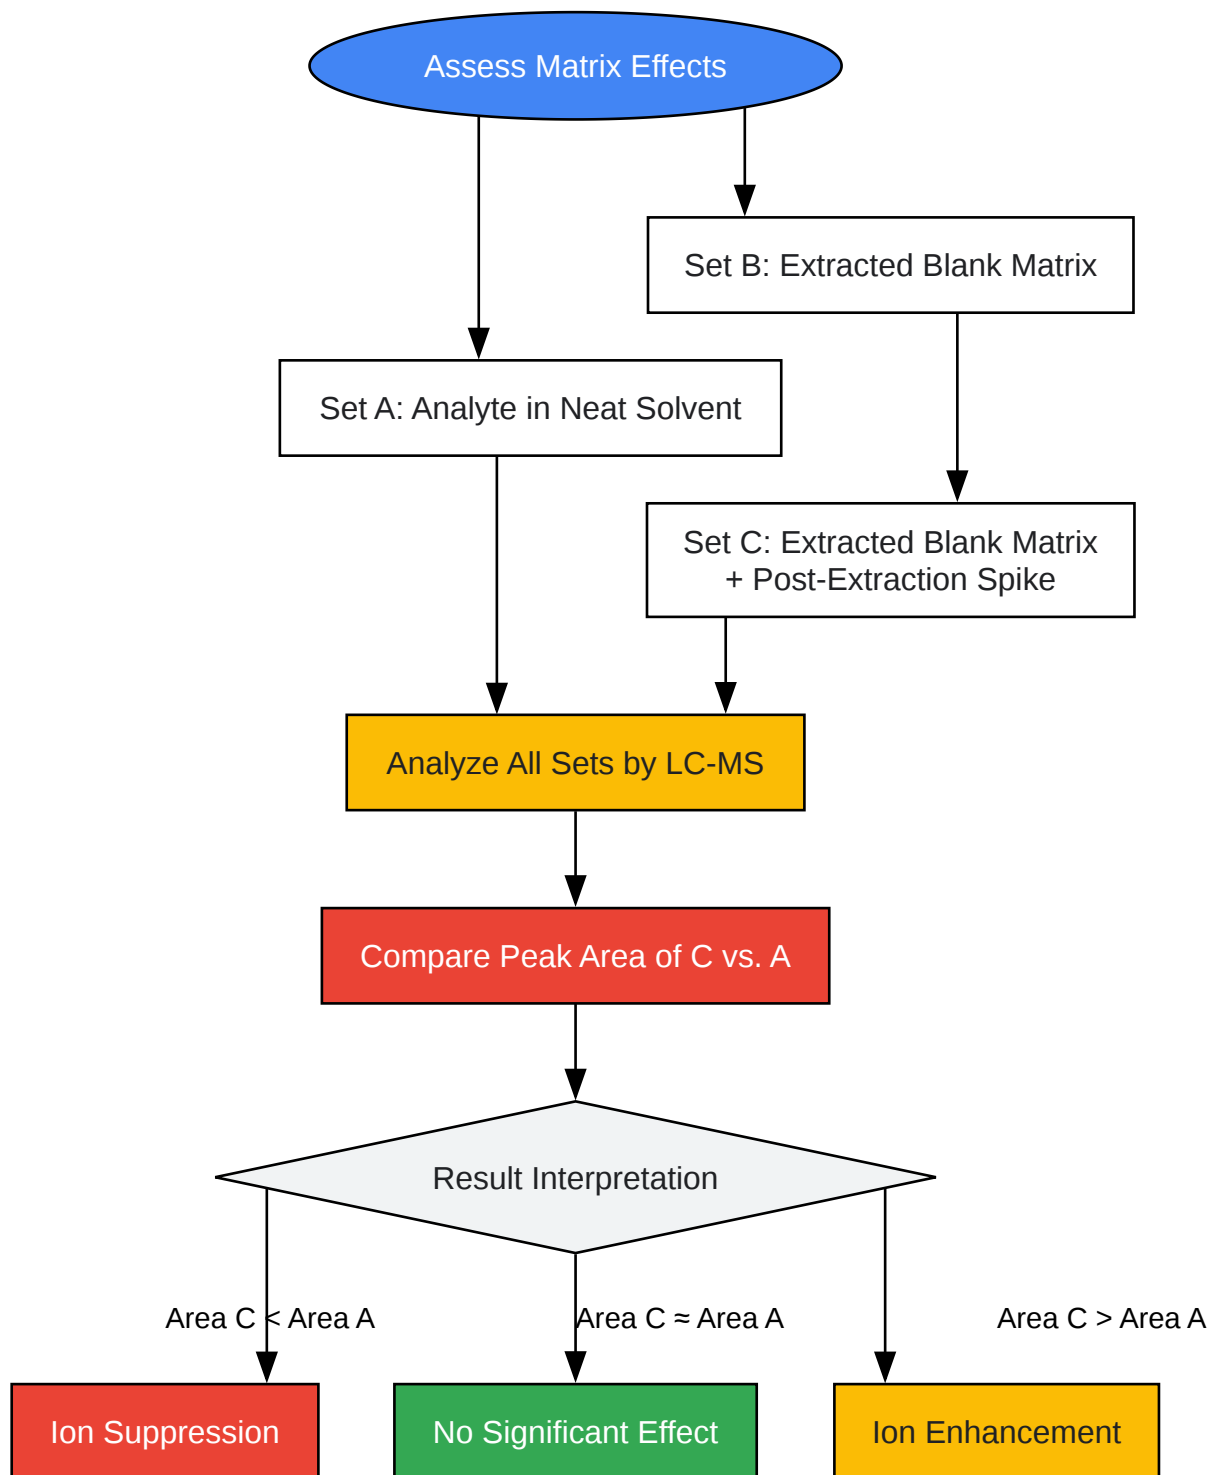 Assess Matrix Effects
Set B: Extracted Blank Matrix
Set A: Analyte in Neat Solvent
Set C: Extracted Blank Matrix
+ Post-Extraction Spike
Analyze All Sets by LC-MS
Compare Peak Area of C vs. A
Result Interpretation
Area C < Area A
Area C ≈ Area A
Area C > Area A
Ion Suppression
No Significant Effect
Ion Enhancement